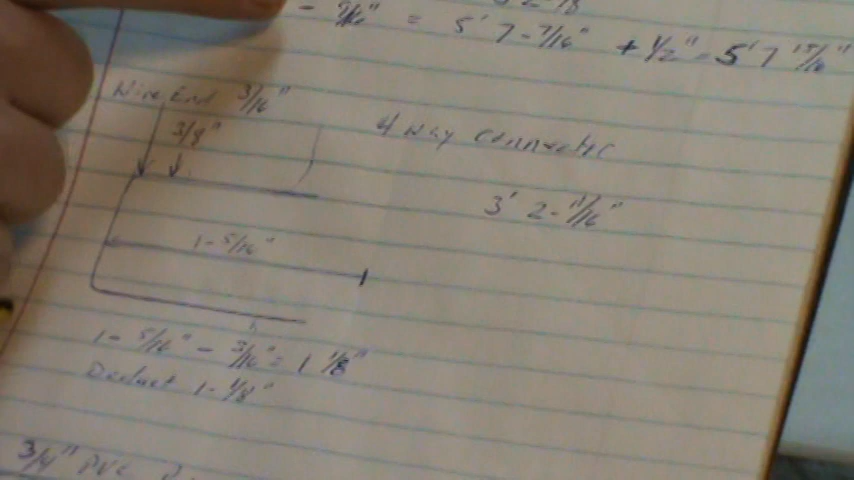 = 5' 7-7/16" + 1/2" = 5' 7 15/16"
Wire End 3/16"
3/8"
4 way connector
3' 2-11/16"
1-5/16"
1-5/16" - 3/16" = 1 1/8"
Deduct 1-1/8"
3/4" PVC